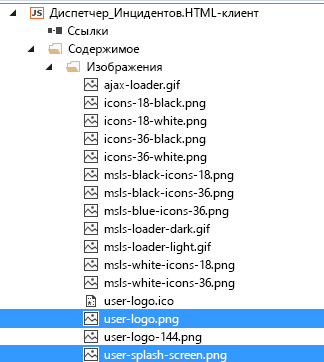 JS Диспетчер_Инцидентов.HTML-клиент
Ссылки
Содержимое
Изображения
ajax-loader.gif
icons-18-black.png
icons-18-white.png
icons-36-black.png
icons-36-white.png
msls-black-icons-18.png
msls-black-icons-36.png
msls-blue-icons-36.png
msls-loader-dark.gif
msls-loader-light.gif
msls-white-icons-18.png
msls-white-icons-36.png
user-logo.ico
user-logo.png
user-logo-144.png
user-splash-screen.png